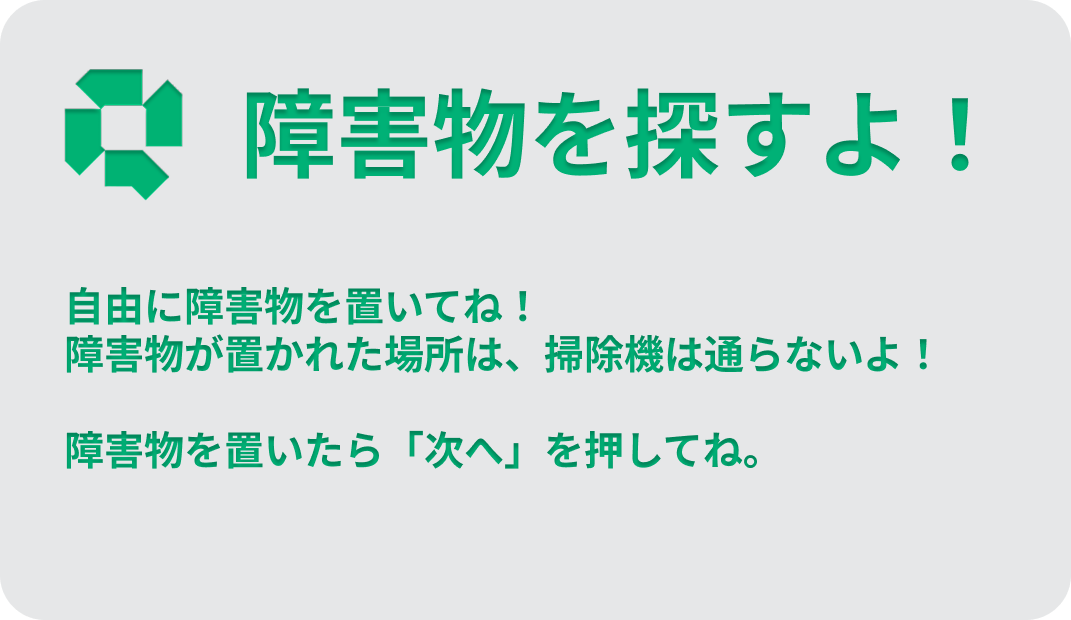 障害物を探すよ！
自由に障害物を置いてね！
障害物が置かれた場所は、掃除機は通らないよ！
障害物を置いたら「次へ」を押してね。